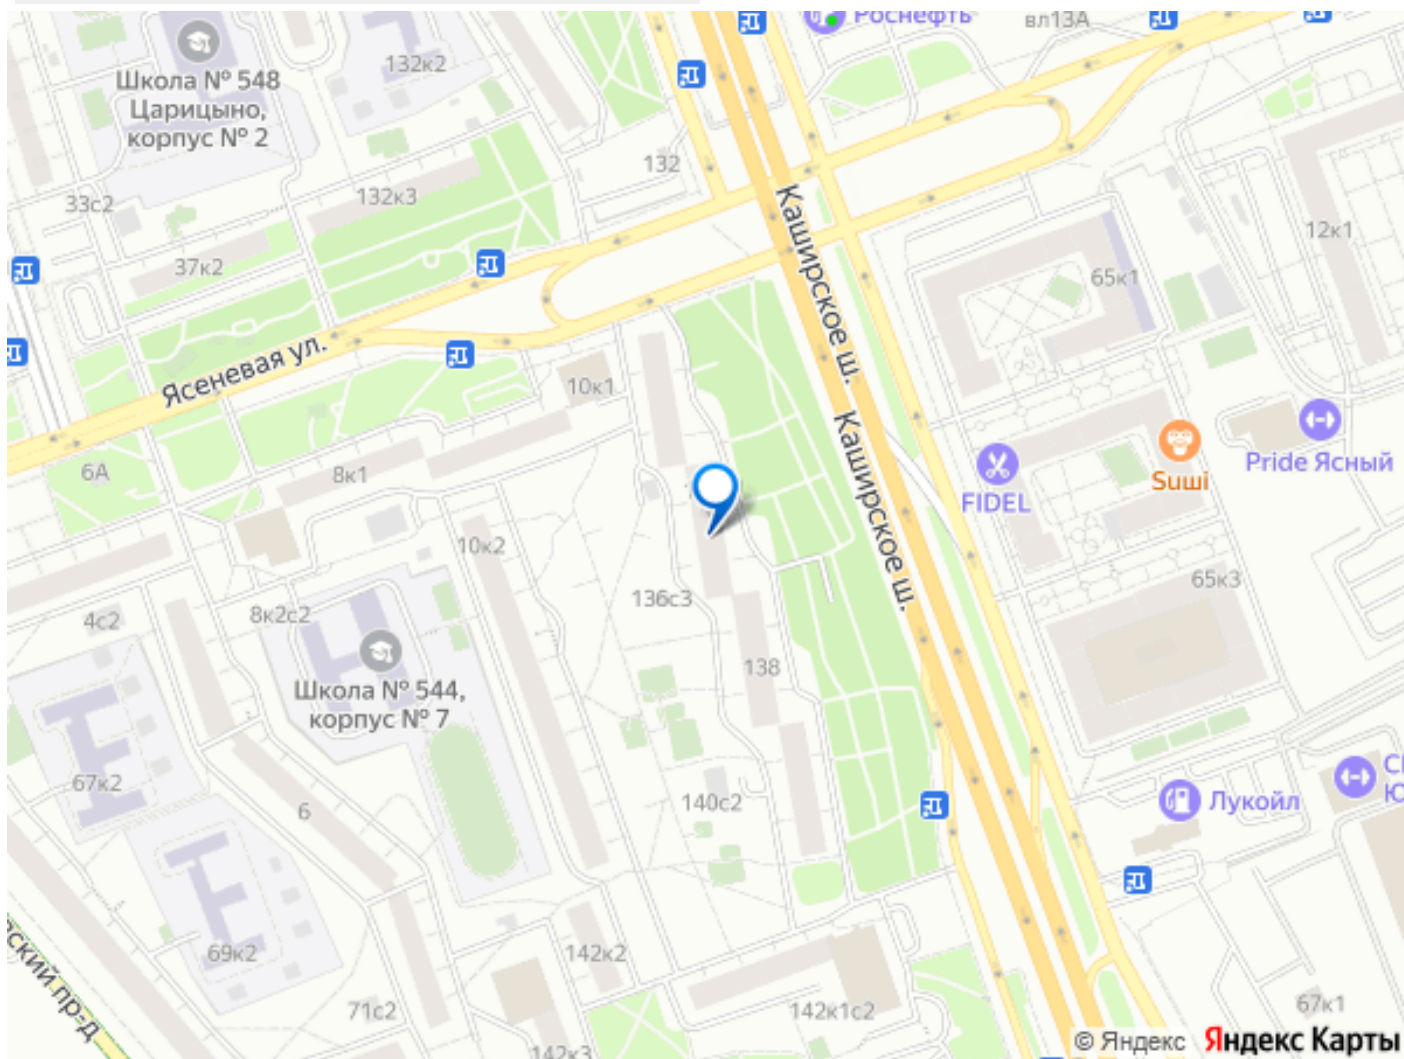 Роснефть
вл13А
Школа № 548
Царицыно,
корпус № 2
132к2
132
33с2
132к3
37к2
12к1
65к1
Каширское ш.
Ясеневая ул.
10к1
Каширское ш.
6А
8к1
Pride Ясный
Suшi
FIDEL
10к2
65к3
136с3
8к2с2
4с2
138
Школа № 544,
корпус № 7
67к2
6
140с2
Лукойл
69к2
142к2
71с2
142к1с2
67к1
142к3
© Яндекс
Яндекс Карты